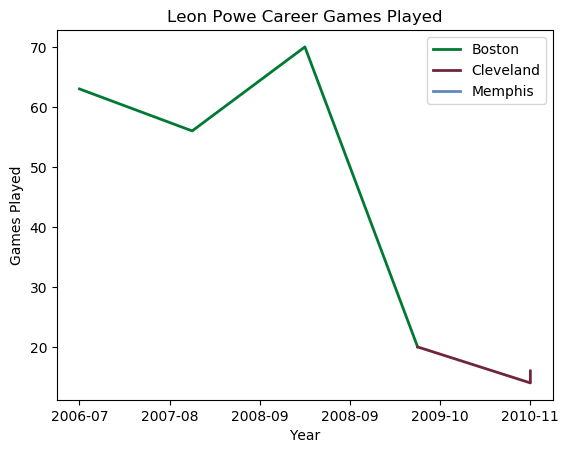 Leon Powe Career Games Played
Boston
Cleveland
Memphis
Games Played
70
60
50
40
30
20
2006-07 2007-08 2008-09 2008-09 2009-10 2010-11
Year